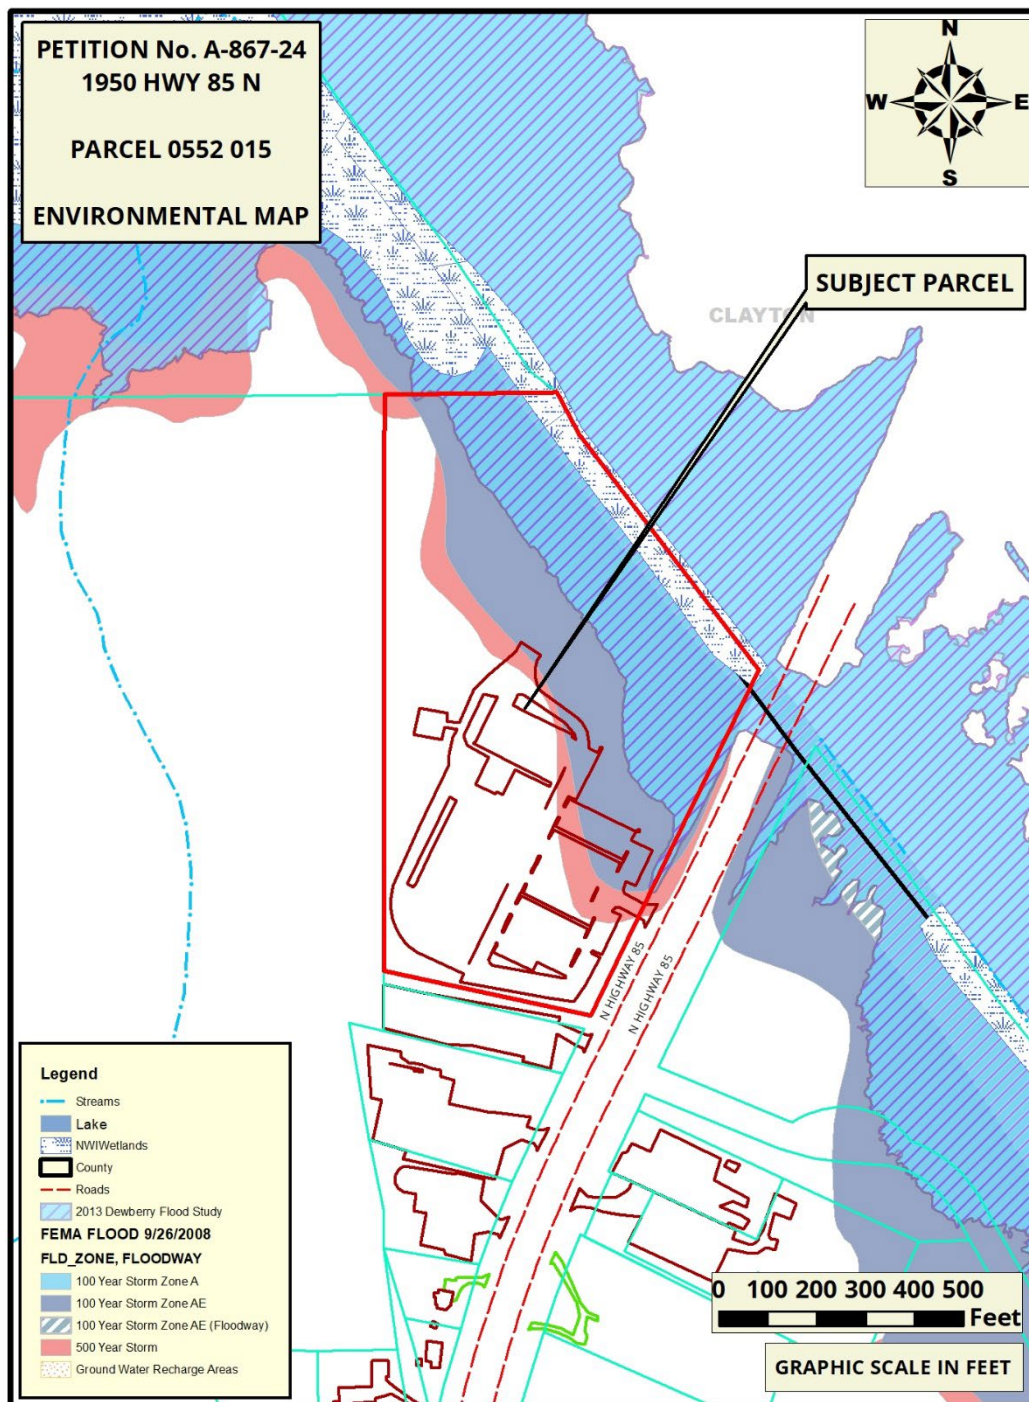 PETITION No. A-867-24
1950 HWY 85 N
PARCEL 0552 015
ENVIRONMENTAL MAP
N
W
E
S
SUBJECT PARCEL
CLAYTON
N HIGHWAY 85
N HIGHWAY 85
Legend
Streams
Lake
NWIWetlands
County
Roads
2013 Dewberry Flood Study
FEMA FLOOD 9/26/2008
FLD_ZONE, FLOODWAY
100 Year Storm Zone A
100 Year Storm Zone AE
100 Year Storm Zone AE (Floodway)
500 Year Storm
Ground Water Recharge Areas
0 100 200 300 400 500
Feet
GRAPHIC SCALE IN FEET